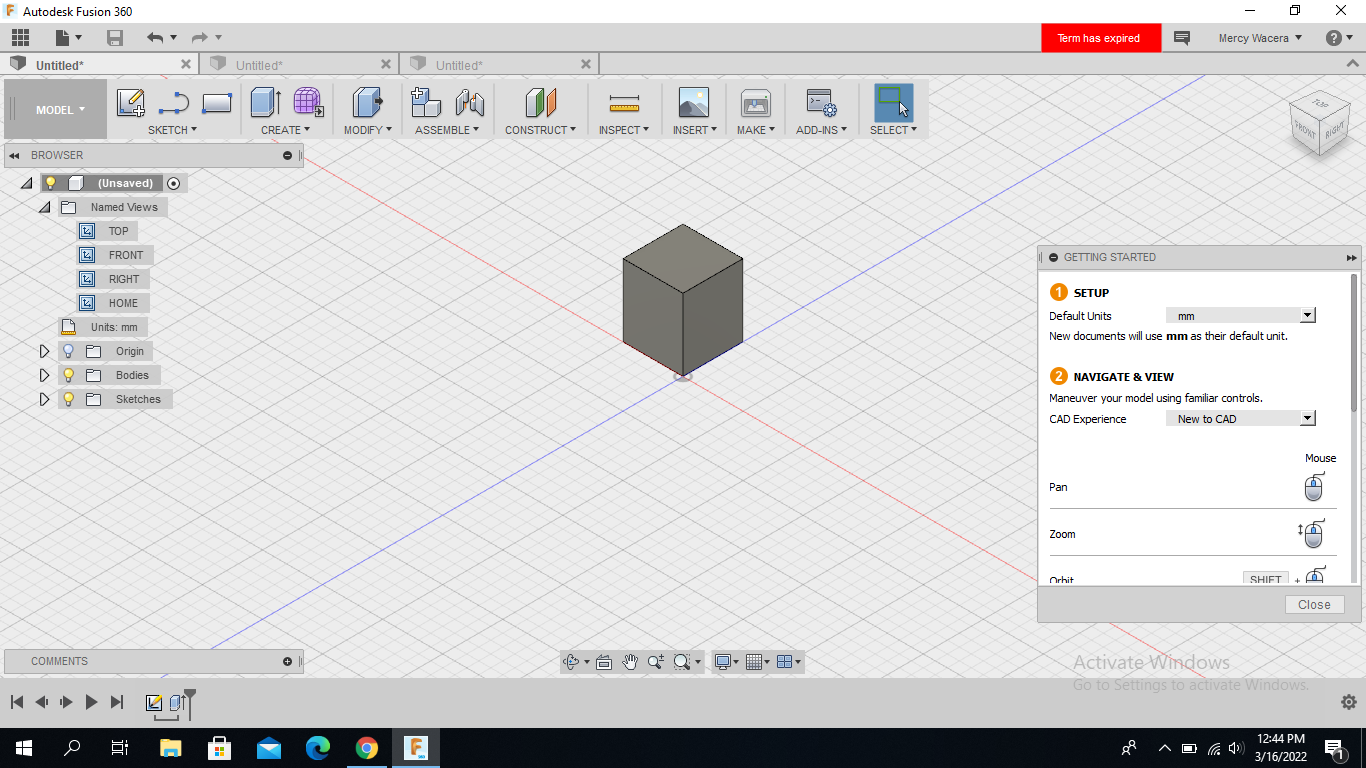 Autodesk Fusion 360
Term has expired
Mercy Wacera
Untitled*
Untitled*
Untitled*
MODEL
SKETCH
CREATE
MODIFY
ASSEMBLE
CONSTRUCT
INSPECT
INSERT
MAKE
ADD-INS
SELECT
TOP
FRONT
RIGHT
BROWSER
(Unsaved)
Named Views
TOP
FRONT
RIGHT
HOME
Units: mm
Origin
Bodies
Sketches
GETTING STARTED
1 SETUP
Default Units mm
New documents will use mm as their default unit.
2 NAVIGATE & VIEW
Maneuver your model using familiar controls.
CAD Experience New to CAD
Mouse
Pan
Zoom
Orbit SHIFT +
Close
COMMENTS
Activate Windows
Go to Settings to activate Windows.
12:44 PM
3/16/2022
1